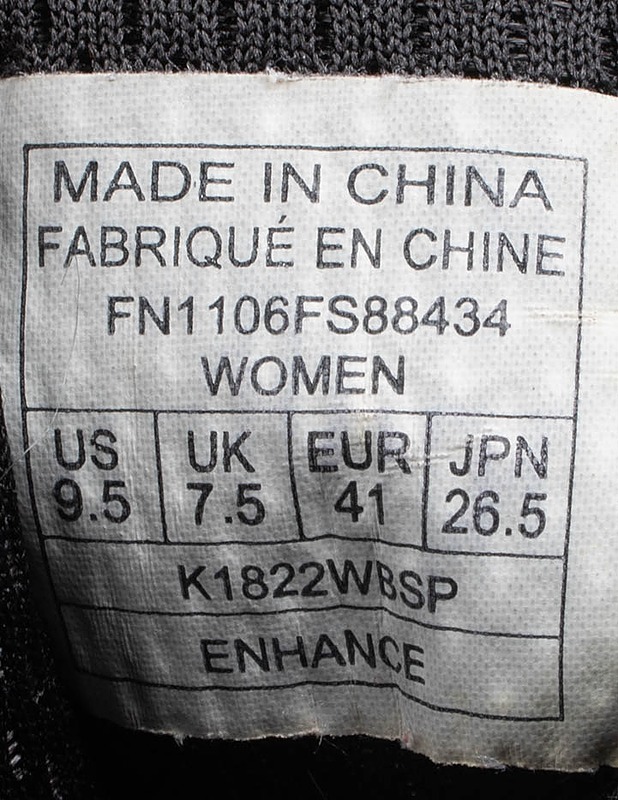 MADE IN CHINA
FABRIQUÉ EN CHINE
FN1106FS88434
WOMEN
US UK EUR JPN
9.5 7.5 41 26.5
K1822WBSP
ENHANCE